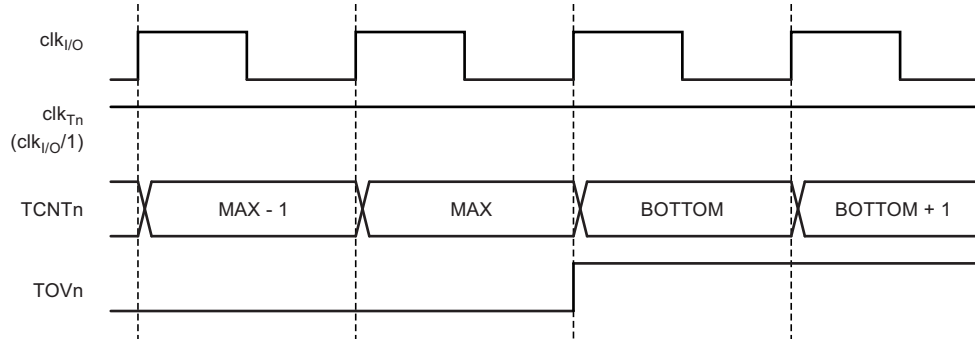 clkI/O
clkTn
(clkI/O/1)
TCNTn MAX - 1 MAX BOTTOM BOTTOM + 1
TOVn